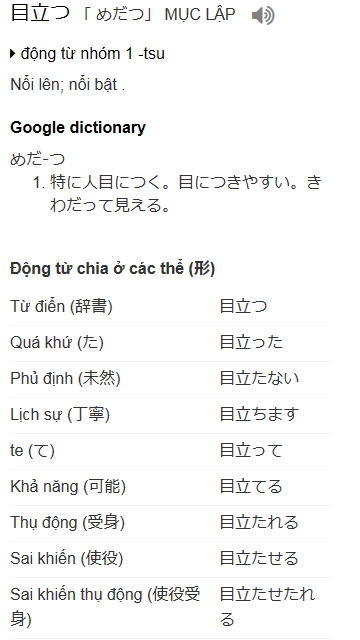 目立つ 「 めだつ」 MỤC LẬP
động từ nhóm 1 -tsu
Nổi lên; nổi bật .
Google dictionary
めだ-つ
1. 特に人目につく。目につきやすい。き
わだって見える。
Động từ chia ở các thể (形)
Từ điển (辞書) 目立つ
Quá khứ (た) 目立った
Phủ định (未然) 目立たない
Lịch sự (丁寧) 目立ちます
te (て) 目立って
Khả năng (可能) 目立てる
Thụ động (受身) 目立たれる
Sai khiến (使役) 目立たせる
Sai khiến thụ động (使役受 目立たせたれ
身) る